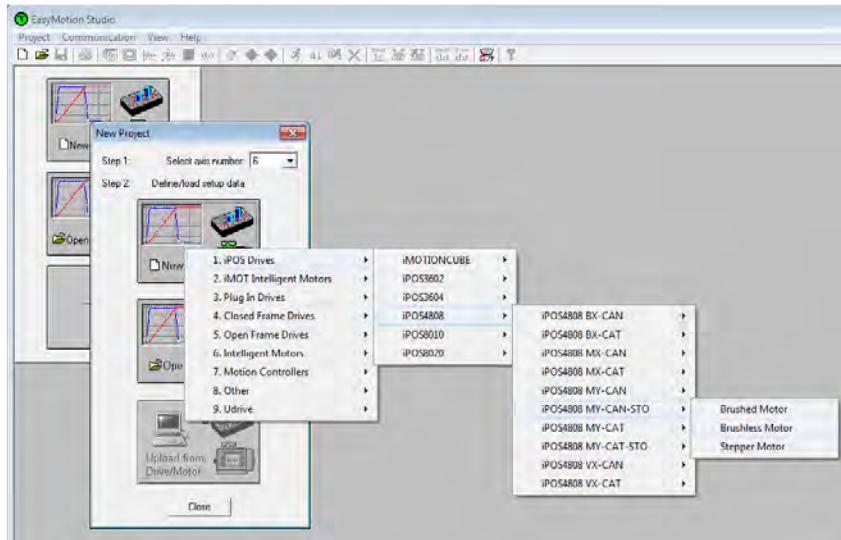 EasyMotion Studio
Project Communication View Help
New
Open
New Project
Step 1: Select axis number 6
Step 2: Define/load setup data
New
Open
Upload from
Drive/Motor
Close
1. iPOS Drives
2. iMOT Intelligent Motors
3. Plug In Drives
4. Closed Frame Drives
5. Open Frame Drives
6. Intelligent Motors
7. Motion Controllers
8. Other
9. Udrive
iMOTIONCUBE
iPOS3602
iPOS3604
iPOS4808
iPOS8010
iPOS8020
iPOS4808 BX-CAN
iPOS4808 BX-CAT
iPOS4808 MX-CAN
iPOS4808 MX-CAT
iPOS4808 MY-CAN
iPOS4808 MY-CAN-STO
iPOS4808 MY-CAT
iPOS4808 MY-CAT-STO
iPOS4808 VX-CAN
iPOS4808 VX-CAT
Brushed Motor
Brushless Motor
Stepper Motor